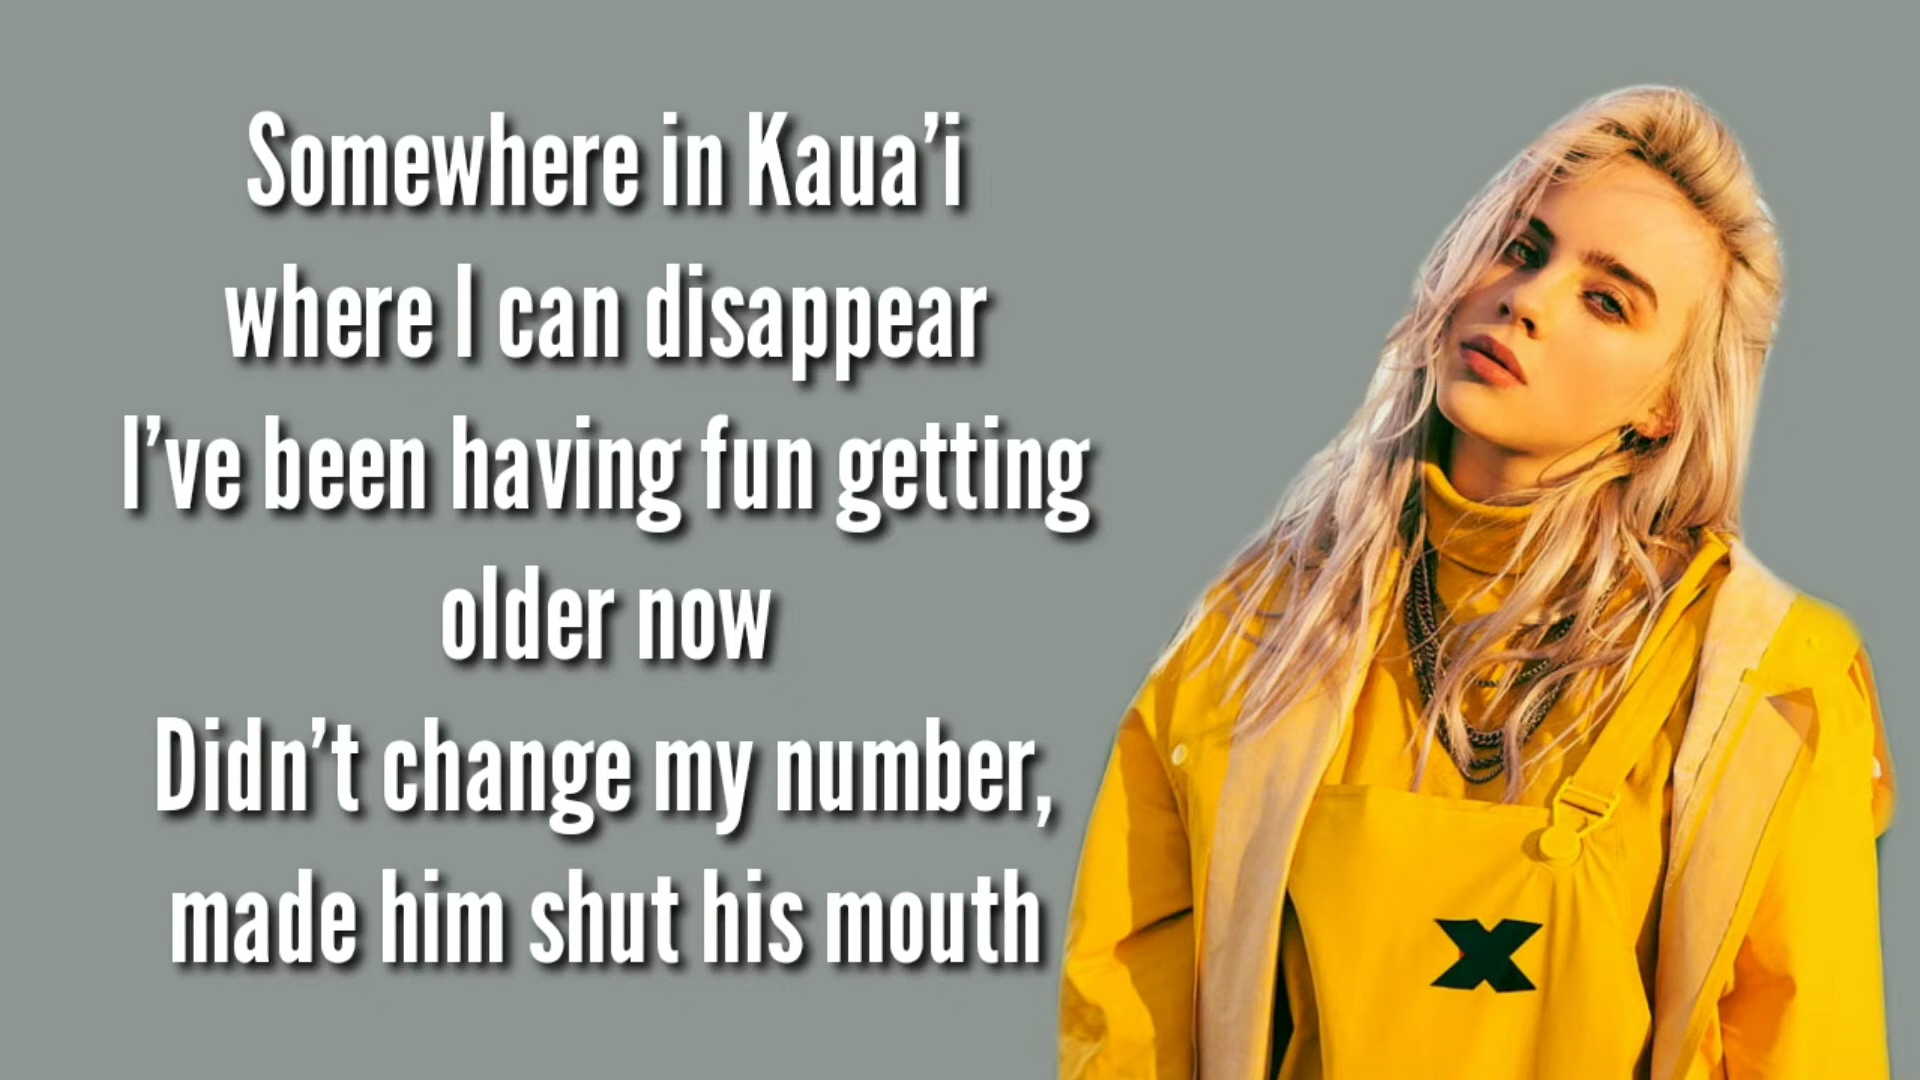 Somewhere in Kaua’i
where I can disappear
I’ve been having fun getting
older now
Didn’t change my number,
made him shut his mouth
X